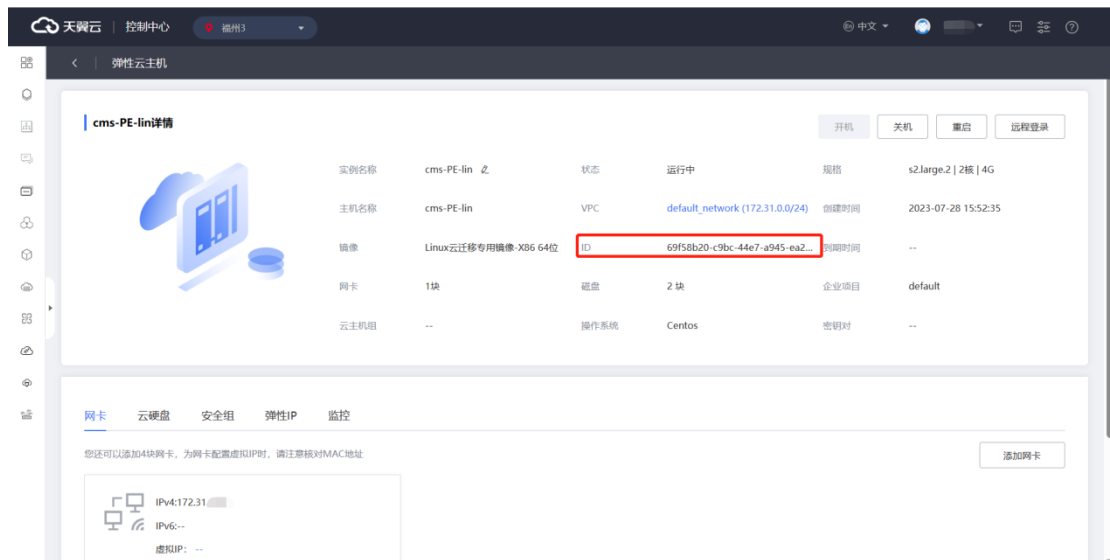 天翼云 控制中心 福州3 中文
弹性云主机
cms-PE-lin详情 开机 关机 重启 远程登录
实例名称 cms-PE-lin 状态 运行中 规格 s2.large.2 | 2核 | 4G
主机名称 cms-PE-lin VPC default_network (172.31.0.0/24) 创建时间 2023-07-28 15:52:35
镜像 Linux云迁移专用镜像-X86 64位 ID 69f58b20-c9bc-44e7-a945-ea2... 到期时间 --
网卡 1块 磁盘 2 块 企业项目 default
云主机组 -- 操作系统 Centos 密钥对 --
网卡 云硬盘 安全组 弹性IP 监控
您还可以添加4块网卡，为网卡配置虚拟IP时，请注意核对MAC地址 添加网卡
IPv4:172.31
IPv6:--
虚拟IP： --